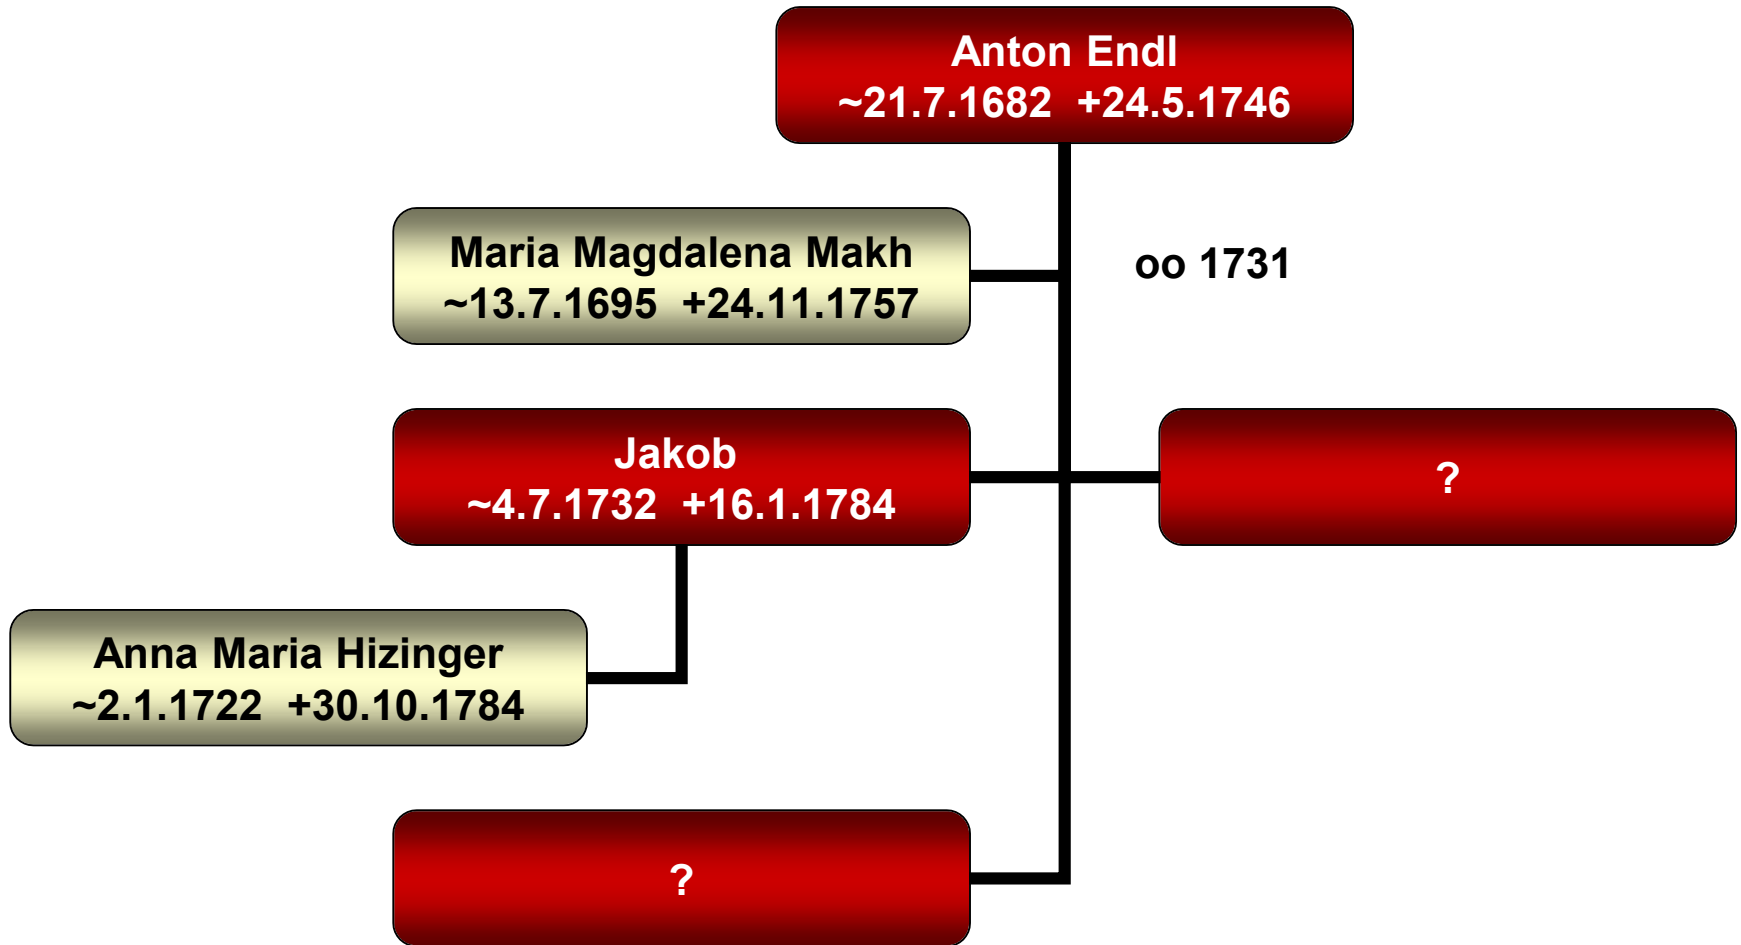 Anton Endl
~21.7.1682 +24.5.1746
Maria Magdalena Makh
~13.7.1695 +24.11.1757
oo 1731
Jakob
~4.7.1732 +16.1.1784
?
Anna Maria Hizinger
~2.1.1722 +30.10.1784
?